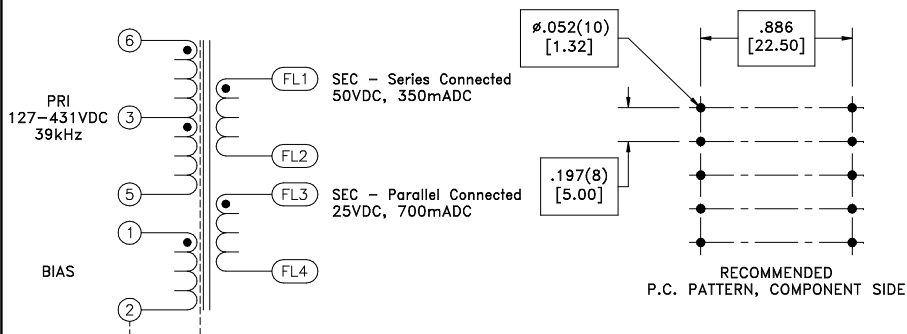 6
PRI
127-431VDC
39kHz
3
5
1
BIAS
2
FL1
SEC - Series Connected
50VDC, 350mADC
FL2
FL3
SEC - Parallel Connected
25VDC, 700mADC
FL4
ø.052(10)
[1.32]
.886
[22.50]
.197(8)
[5.00]
RECOMMENDED
P.C. PATTERN, COMPONENT SIDE